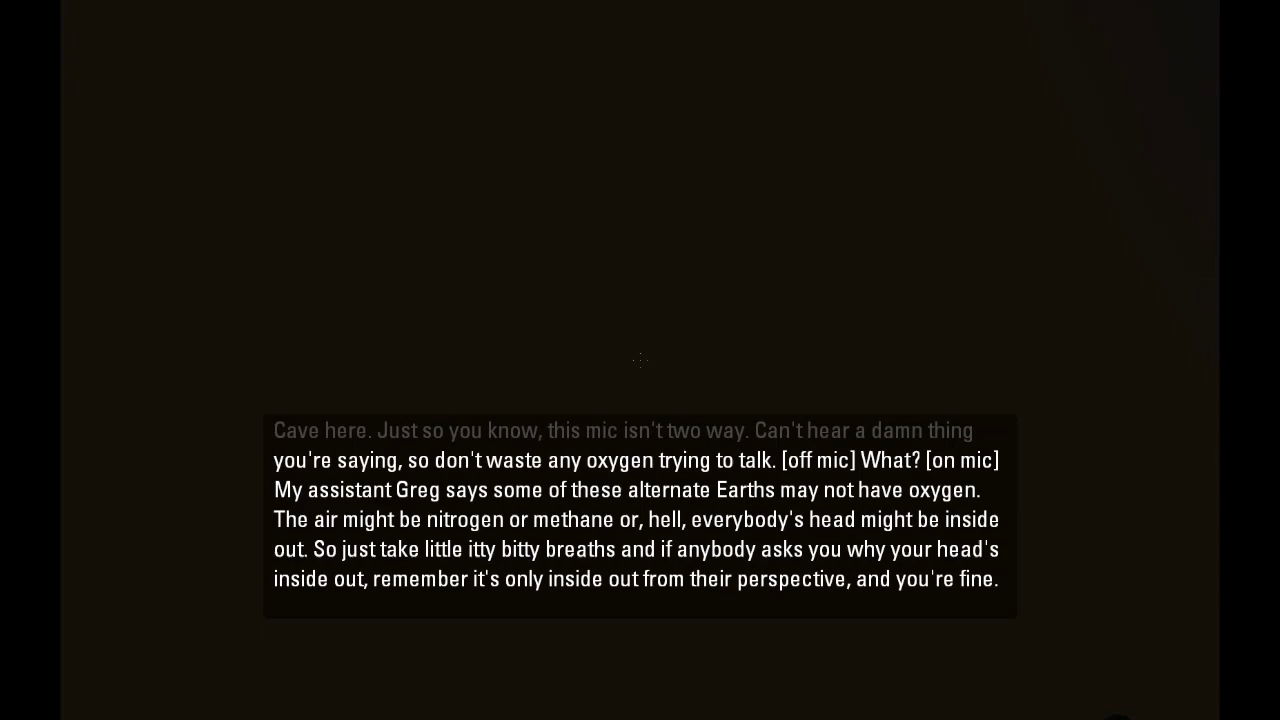 Cave here. Just so you know, this mic isn't two way. Can't hear a damn thing
you're saying, so don't waste any oxygen trying to talk. [off mic] What? [on mic]
My assistant Greg says some of these alternate Earths may not have oxygen.
The air might be nitrogen or methane or, hell, everybody's head might be inside
out. So just take little itty bitty breaths and if anybody asks you why your head's
inside out, remember it's only inside out from their perspective, and you're fine.